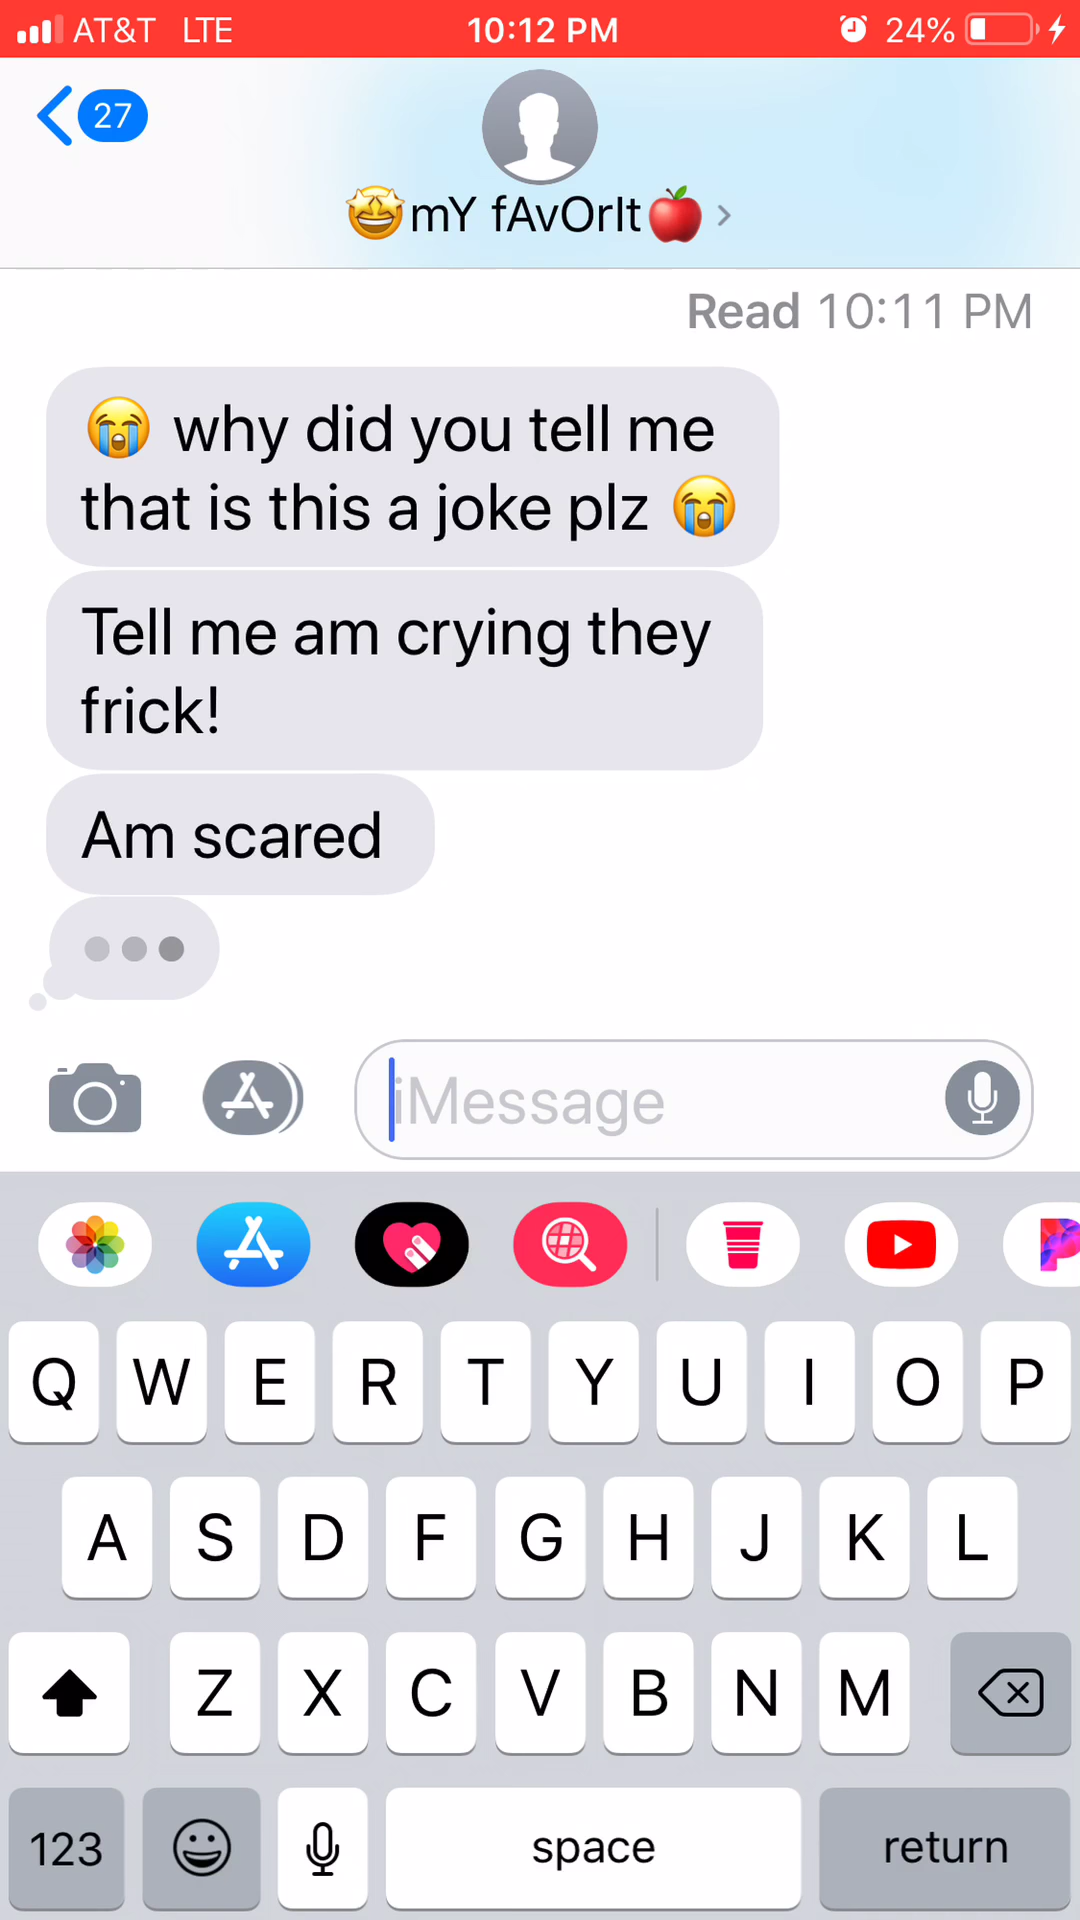 AT&T LTE 10:12 PM 24%
27
🤩mY fAvOrIt🍎
Read 10:11 PM
😭 why did you tell me
that is this a joke plz 😭
Tell me am crying they
frick!
Am scared
iMessage
Q W E R T Y U I O P
A S D F G H J K L
Z X C V B N M
123 space return